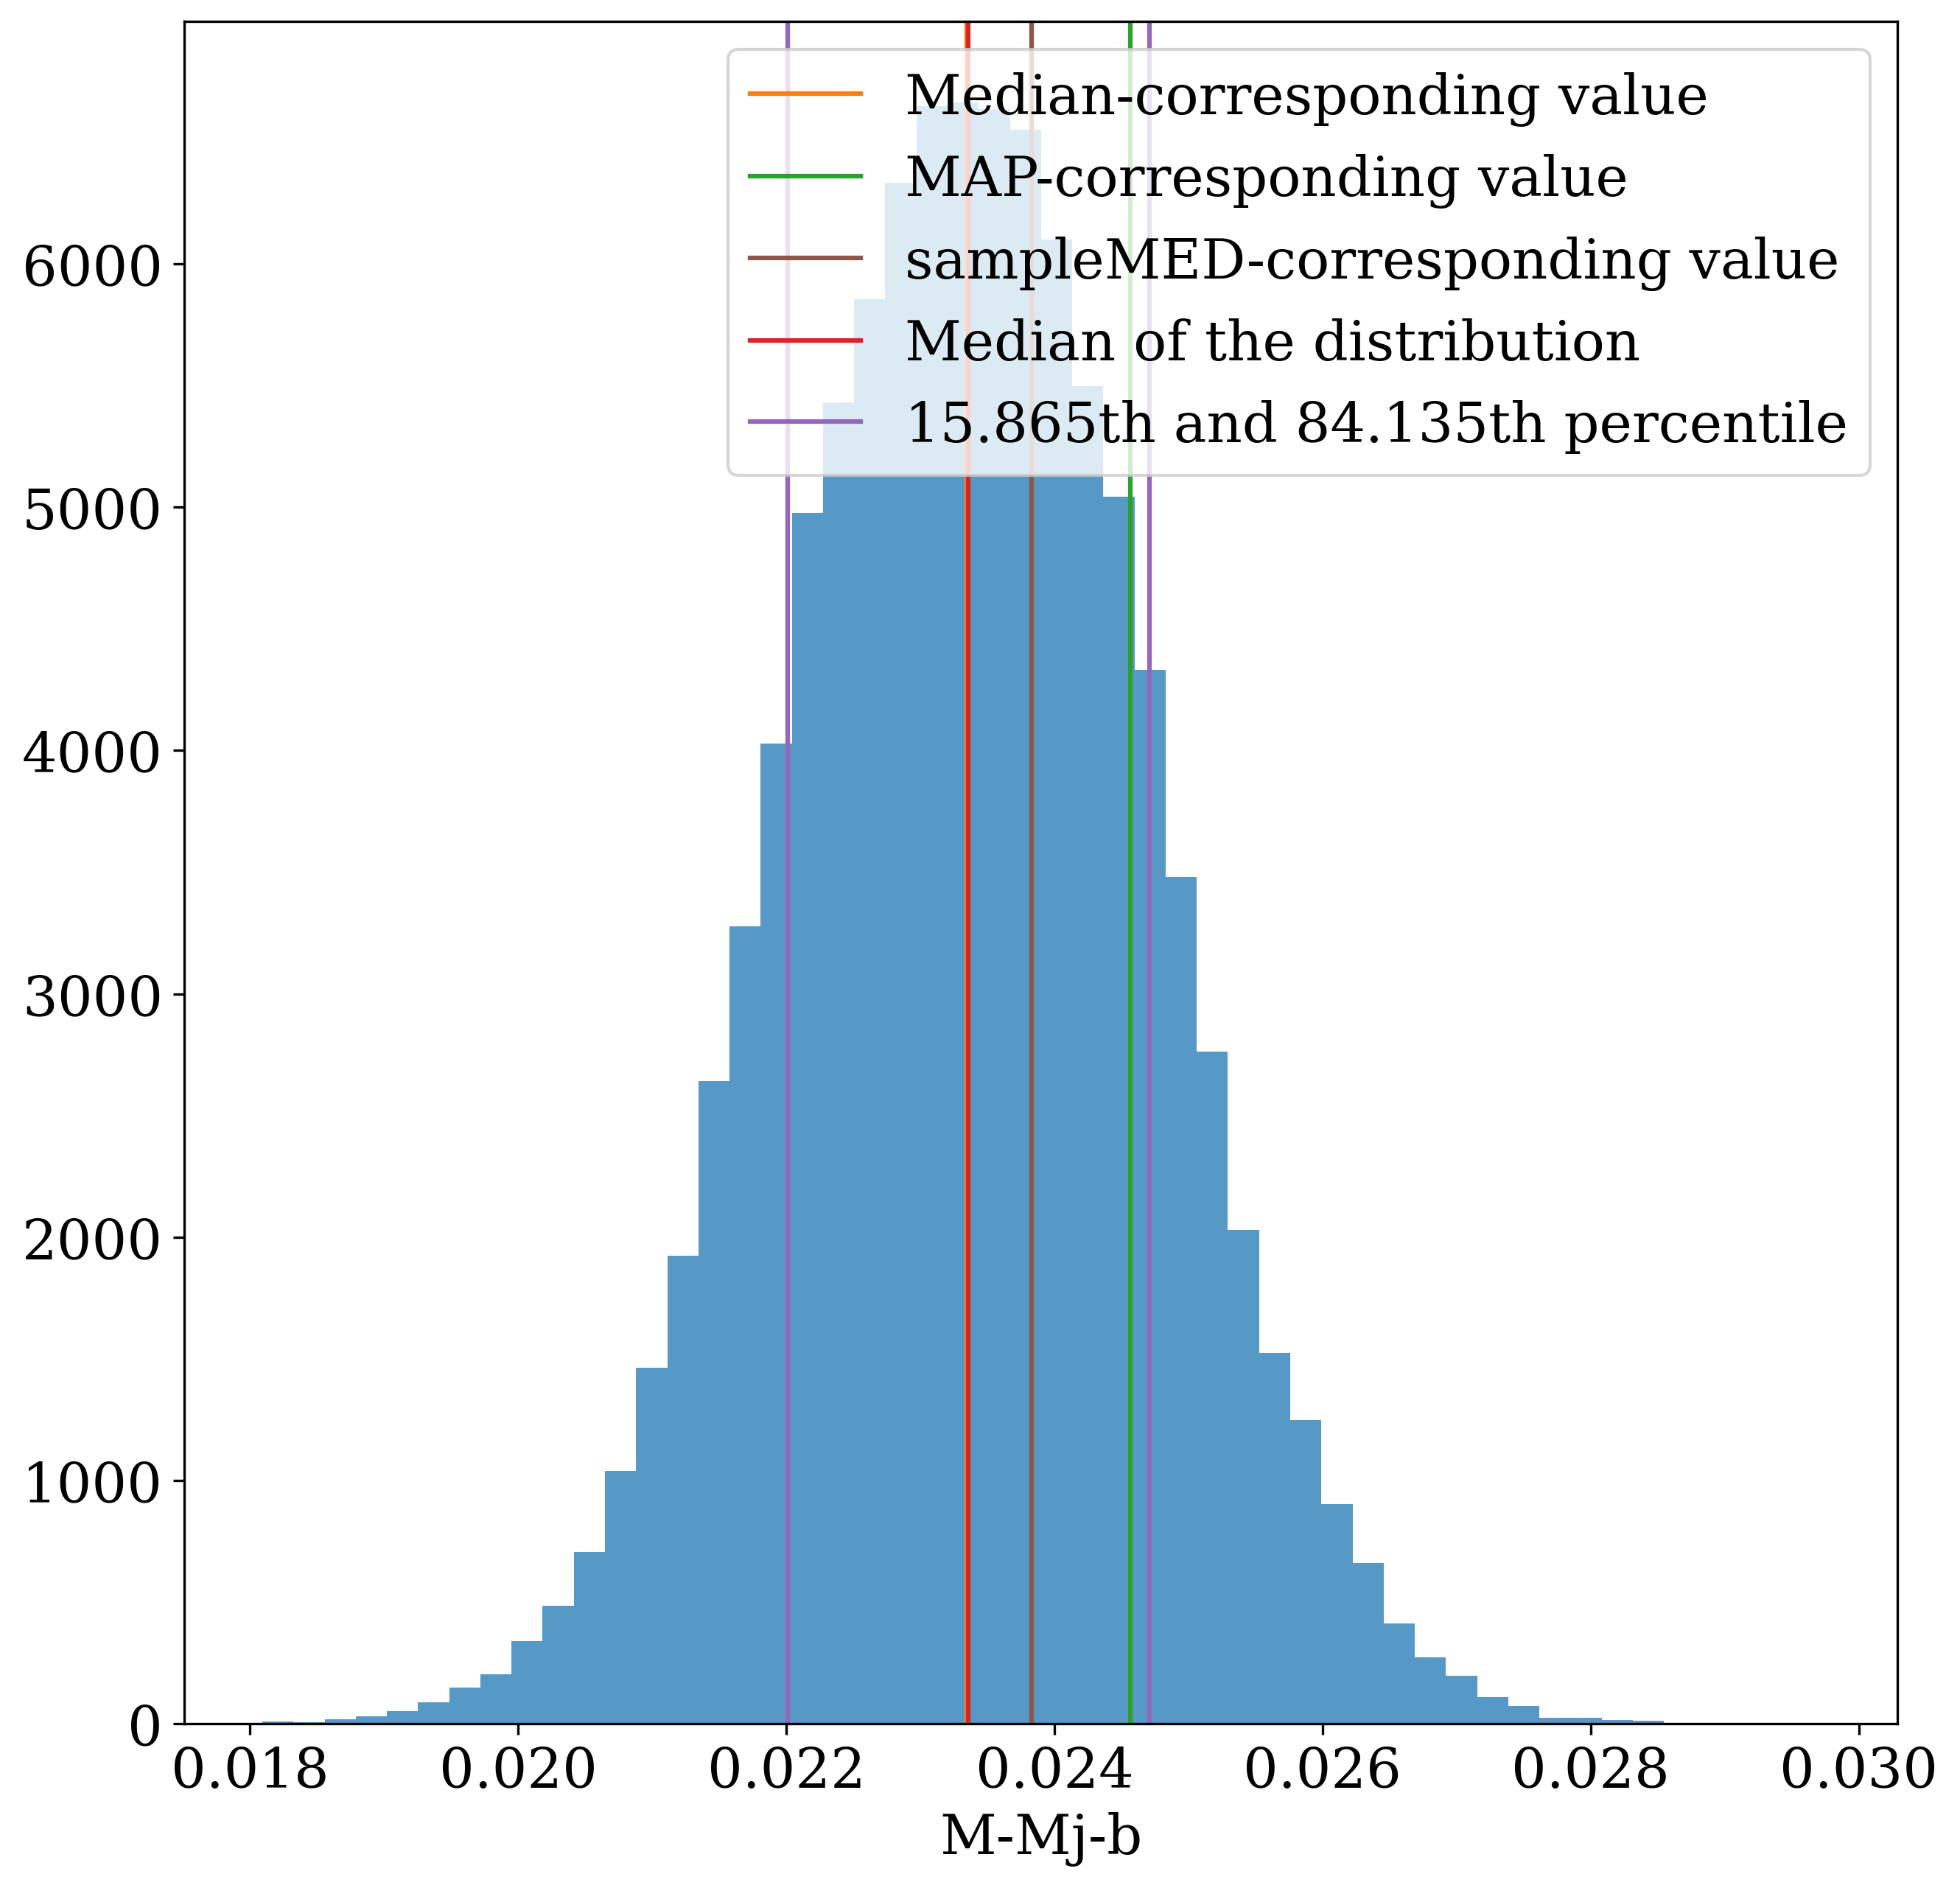 Median-corresponding value
MAP-corresponding value
sampleMED-corresponding value
Median of the distribution
15.865th and 84.135th percentile
6000
5000
4000
3000
2000
1000
0
0.018 0.020 0.022 0.024 0.026 0.028 0.030
M-Mj-b